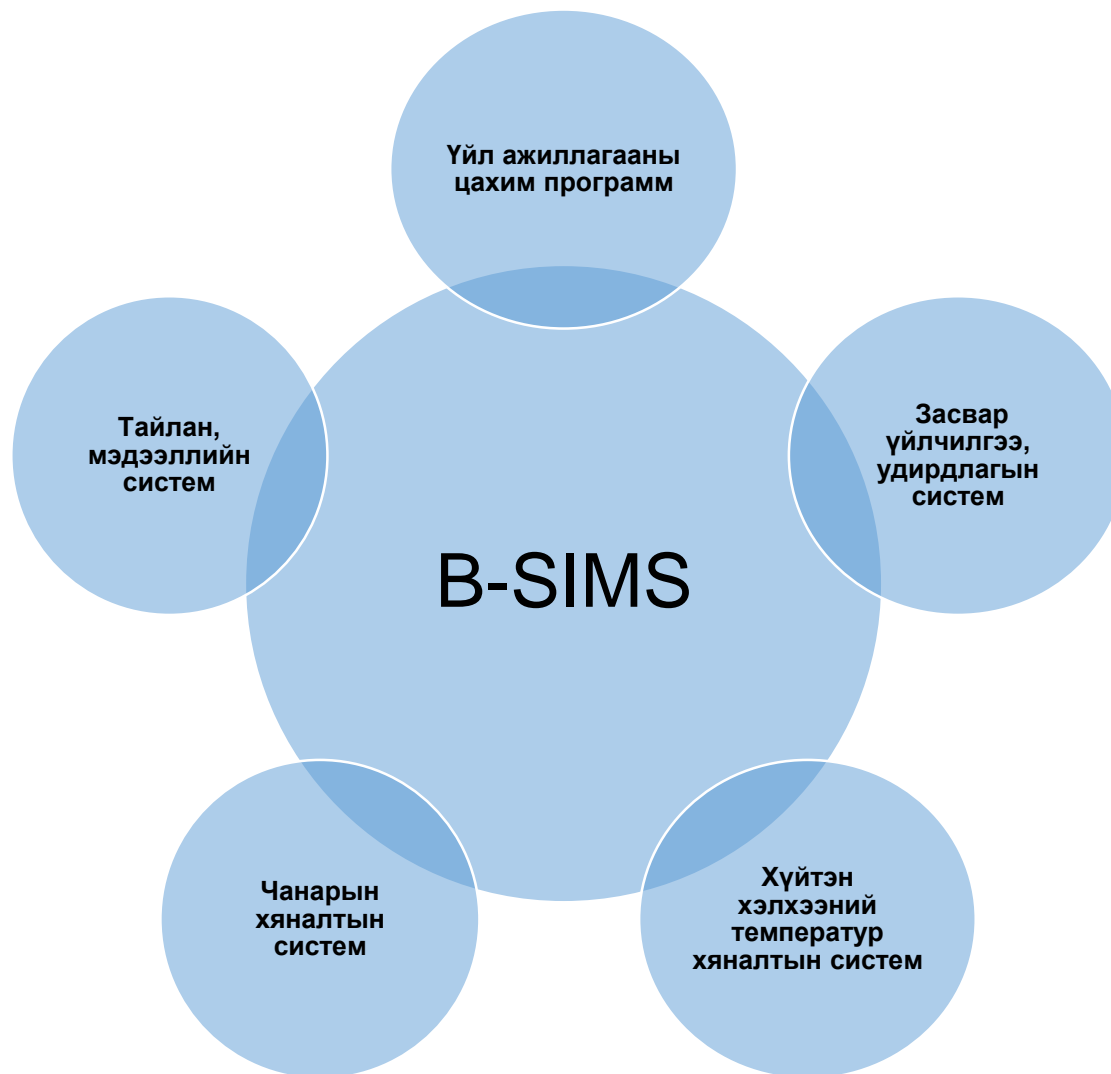 Үйл ажиллагааны
цахим программ
Тайлан,
мэдээллийн
систем
Засвар
үйлчилгээ,
удирдлагын
систем
B-SIMS
Чанарын
хяналтын
систем
Хүйтэн
хэлхээний
температур
хяналтын систем